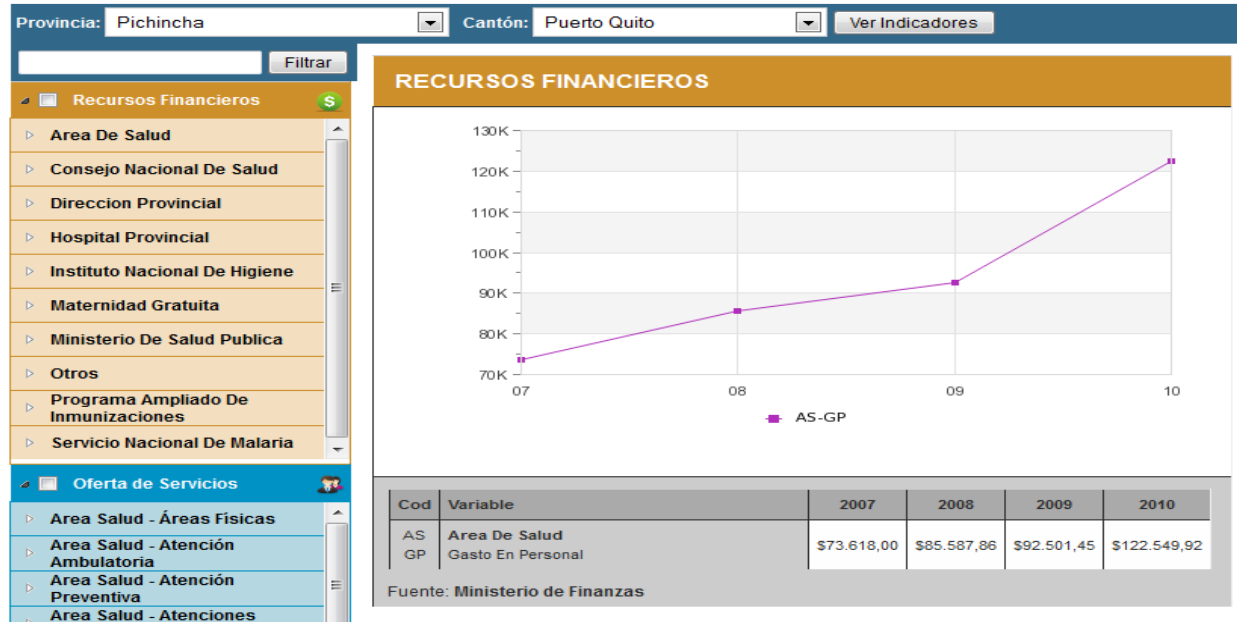 Provincia: Pichincha Cantón: Puerto Quito Ver Indicadores
Filtrar
Recursos Financieros
Area De Salud
Consejo Nacional De Salud
Direccion Provincial
Hospital Provincial
Instituto Nacional De Higiene
Maternidad Gratuita
Ministerio De Salud Publica
Otros
Programa Ampliado De
Inmunizaciones
Servicio Nacional De Malaria
Oferta de Servicios
Area Salud - Áreas Físicas
Area Salud - Atención
Ambulatoria
Area Salud - Atención
Preventiva
Area Salud - Atenciones
RECURSOS FINANCIEROS
130K
120K
110K
100K
90K
80K
70K
07 08 09 10
AS-GP
Cod Variable 2007 2008 2009 2010
AS Area De Salud
GP Gasto En Personal
$73.618,00 $85.587,86 $92.501,45 $122.549,92
Fuente: Ministerio de Finanzas